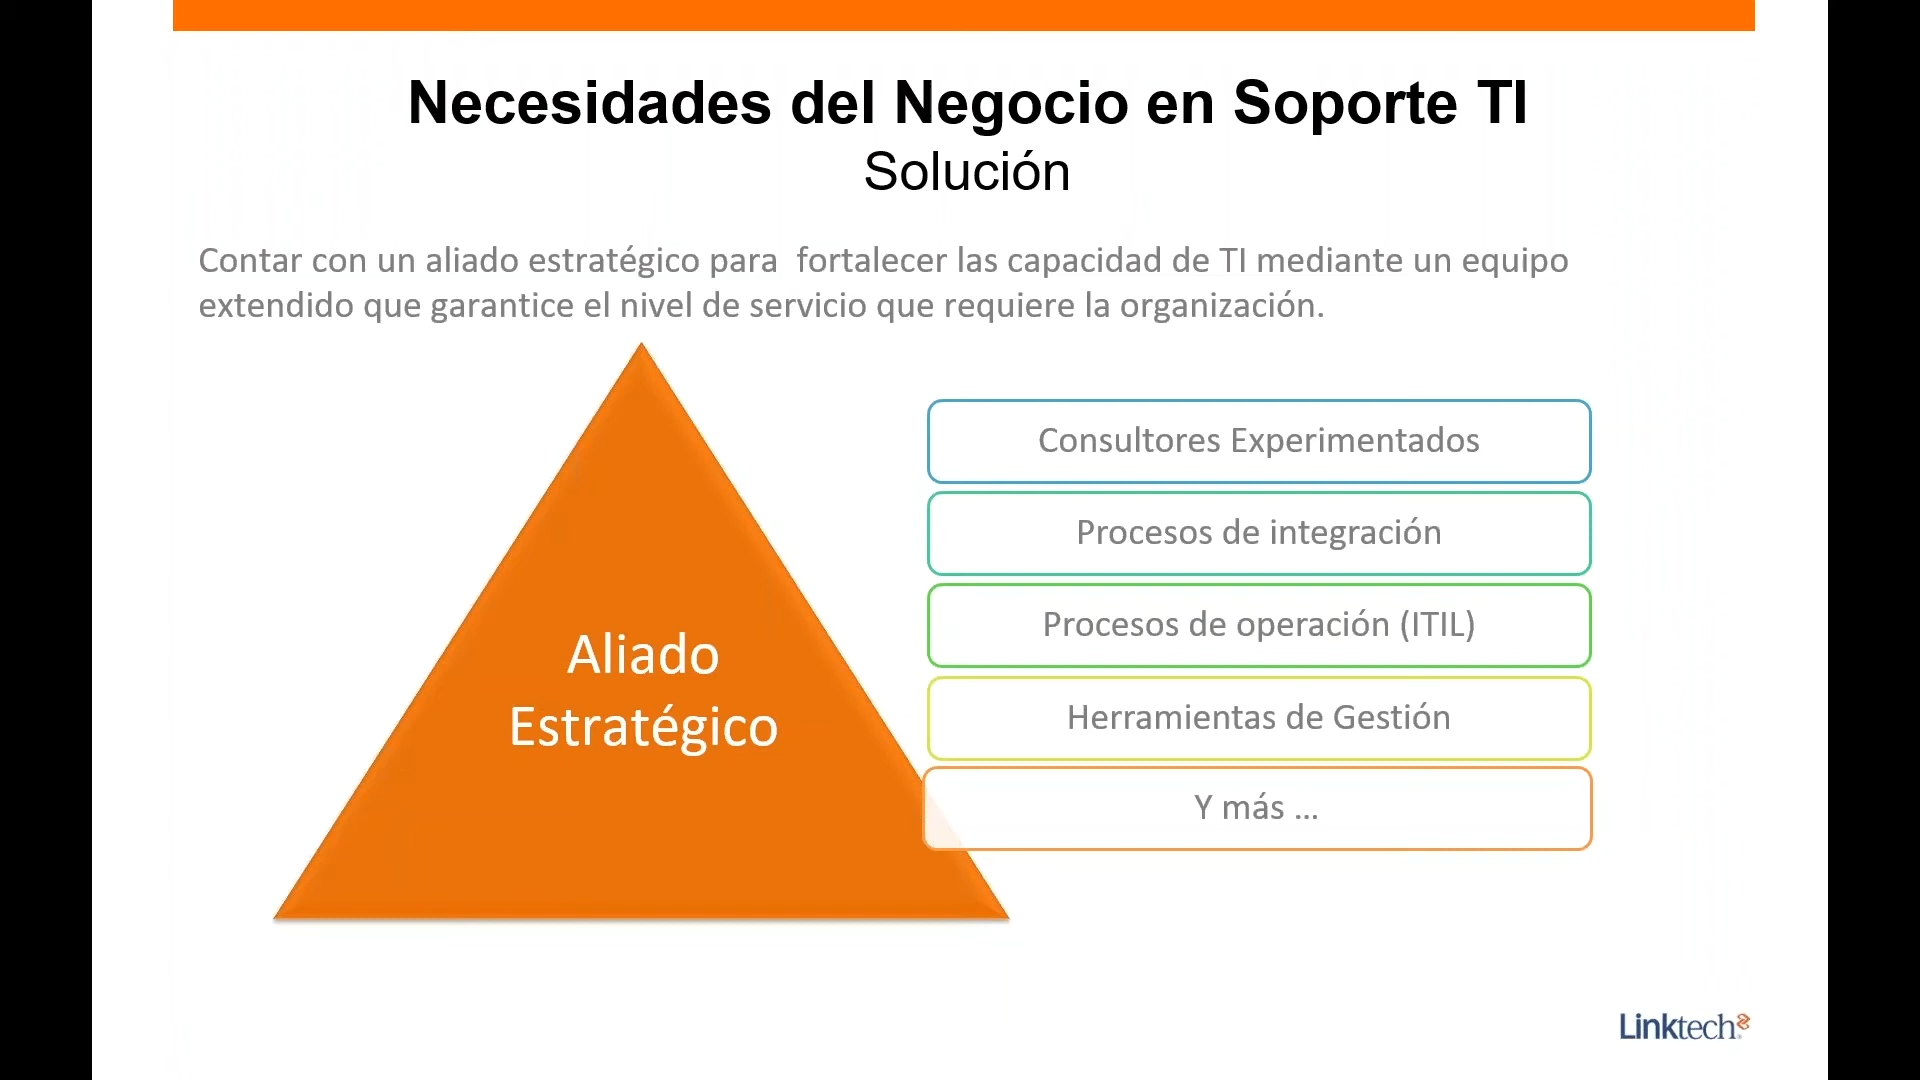 Necesidades del Negocio en Soporte TI
Solución
Contar con un aliado estratégico para  fortalecer las capacidad de TI mediante un equipo
extendido que garantice el nivel de servicio que requiere la organización.
Aliado
Estratégico
Consultores Experimentados
Procesos de integración
Procesos de operación (ITIL)
Herramientas de Gestión
Y más ...
Linktech